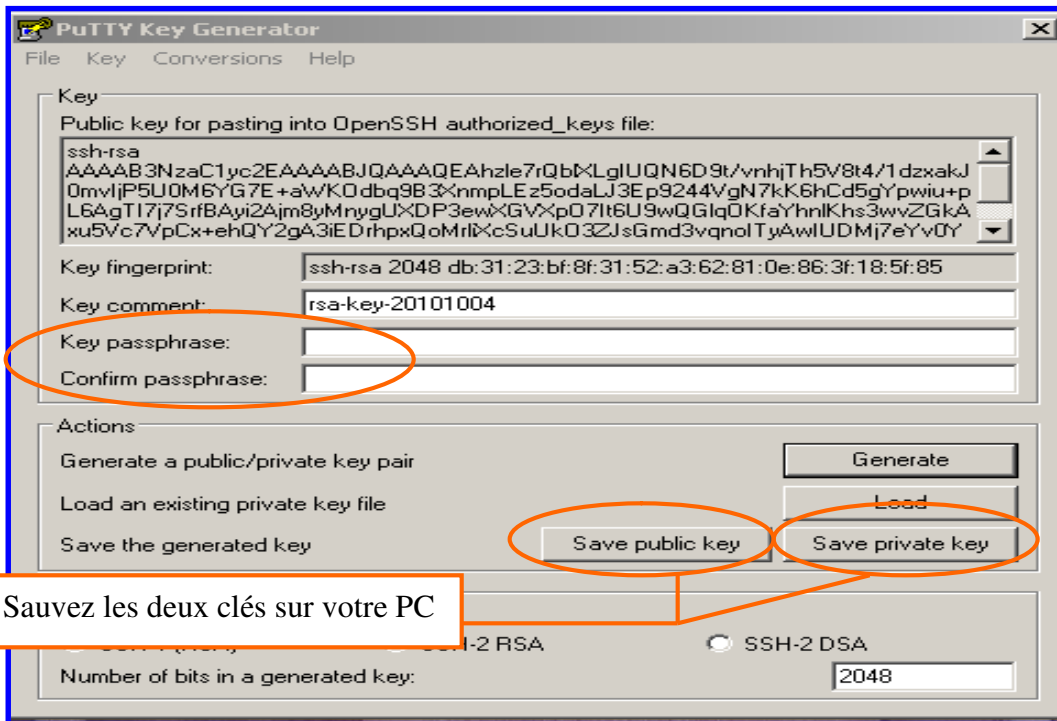 PuTTY Key Generator
File Key Conversions Help
Key
Public key for pasting into OpenSSH authorized_keys file:
ssh-rsa
AAAAB3NzaC1yc2EAAAABJQAAAQEAhzle7rQbXLgIUQN6D9t/vnhjTh5V8t4/1dzxakJ
0mvljP5U0M6YG7E+aWKOdbq9B3XnmpLEz5odaLJ3Ep9244VgN7kK6hCd5gYpwiu+p
L6AgTI7j7SrfBAyi2Ajm8yMnygUXDP3ewXGVXpO7It6U9wQGIqOKfaYhnlKhs3wvZGkA
xu5Vc7VpCx+ehQY2gA3iEDrhpxQoMrliXcSuUkO3ZJsGmd3vqnolTyAwIUDMj7eYv0Y
Key fingerprint: ssh-rsa 2048 db:31:23:bf:8f:31:52:a3:62:81:0e:86:3f:18:5f:85
Key comment: rsa-key-20101004
Key passphrase:
Confirm passphrase:
Actions
Generate a public/private key pair Generate
Load an existing private key file Load
Save the generated key Save public key Save private key
Sauvez les deux clés sur votre PC
RSA SSH-2 DSA
Number of bits in a generated key: 2048